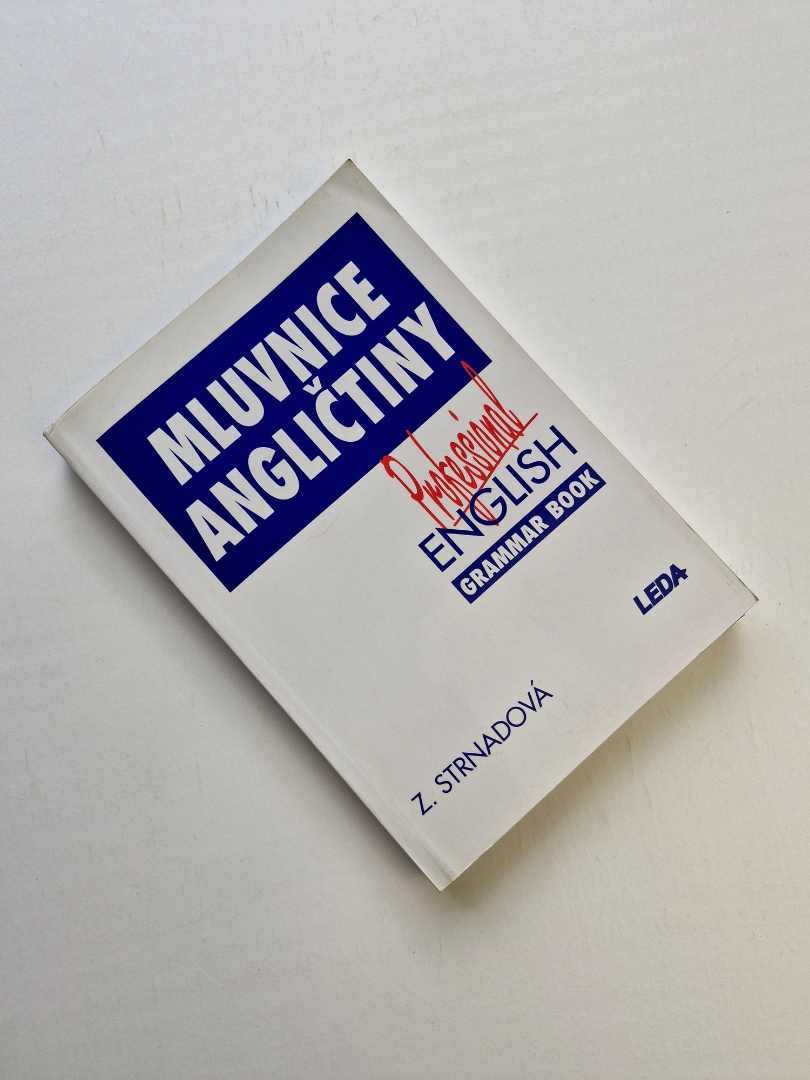 MLUVNICE
ANGLIČTINY
Professional
ENGLISH
GRAMMAR BOOK
LEDA
Z. STRNADOVÁ